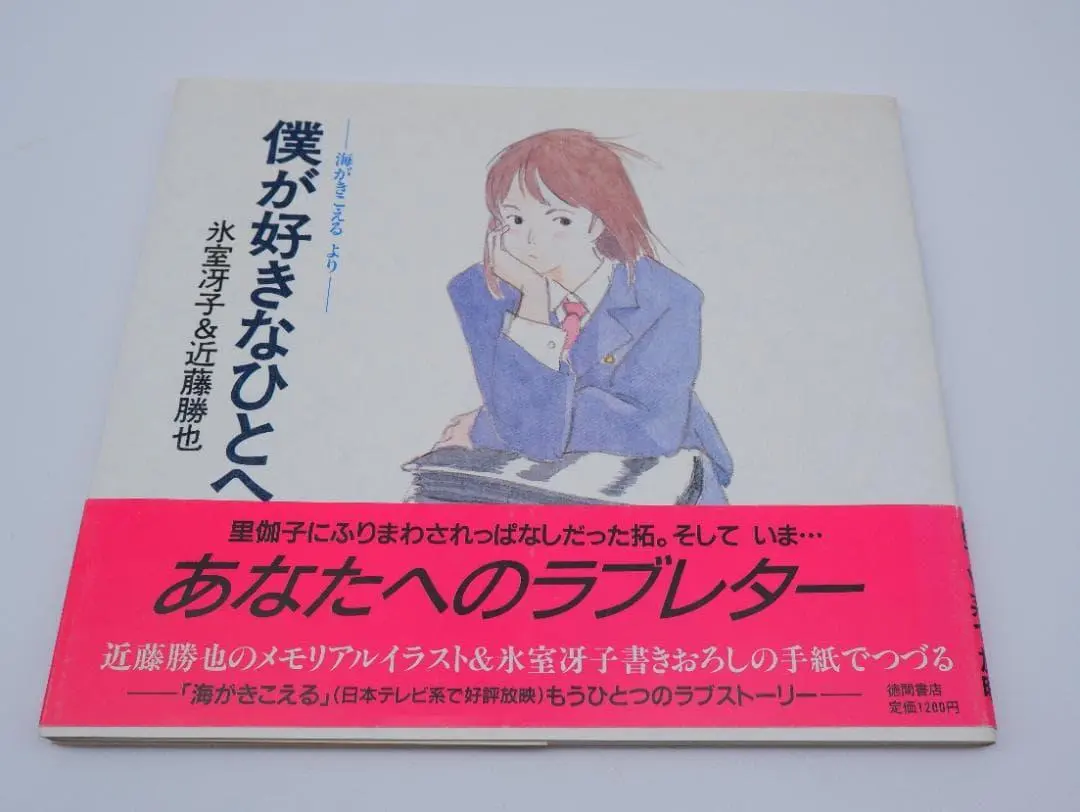 ―海がきこえる より―
僕が好きなひとへ
氷室冴子&近藤勝也
里伽子にふりまわされっぱなしだった拓。そして いま…
あなたへのラブレター
近藤勝也のメモリアルイラスト&氷室冴子書きおろしの手紙でつづる
―「海がきこえる」(日本テレビ系で好評放映)もうひとつのラブストーリー―
徳間書店
定価1200円